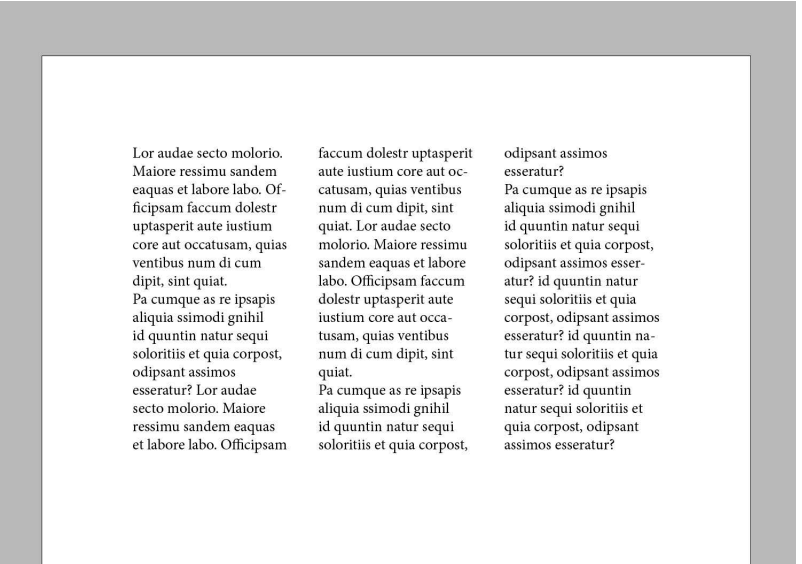 Lor audae secto molorio.
Maiore ressimu sandem
eaquas et labore labo. Of-
ficipsam faccum dolestr
uptasperit aute iustium
core aut occatusam, quias
ventibus num di cum
dipit, sint quiat.
Pa cumque as re ipsapis
aliquia ssimodi gnihil
id quuntin natur sequi
soloritiis et quia corpost,
odipsant assimos
esseratur? Lor audae
secto molorio. Maiore
ressimu sandem eaquas
et labore labo. Officipsam
faccum dolestr uptasperit
aute iustium core aut oc-
catusam, quias ventibus
num di cum dipit, sint
quiat. Lor audae secto
molorio. Maiore ressimu
sandem eaquas et labore
labo. Officipsam faccum
dolestr uptasperit aute
iustium core aut occa-
tusam, quias ventibus
num di cum dipit, sint
quiat.
Pa cumque as re ipsapis
aliquia ssimodi gnihil
id quuntin natur sequi
soloritiis et quia corpost,
odipsant assimos
esseratur?
Pa cumque as re ipsapis
aliquia ssimodi gnihil
id quuntin natur sequi
soloritiis et quia corpost,
odipsant assimos esser-
atur? id quuntin natur
sequi soloritiis et quia
corpost, odipsant assimos
esseratur? id quuntin na-
tur sequi soloritiis et quia
corpost, odipsant assimos
esseratur? id quuntin
natur sequi soloritiis et
quia corpost, odipsant
assimos esseratur?